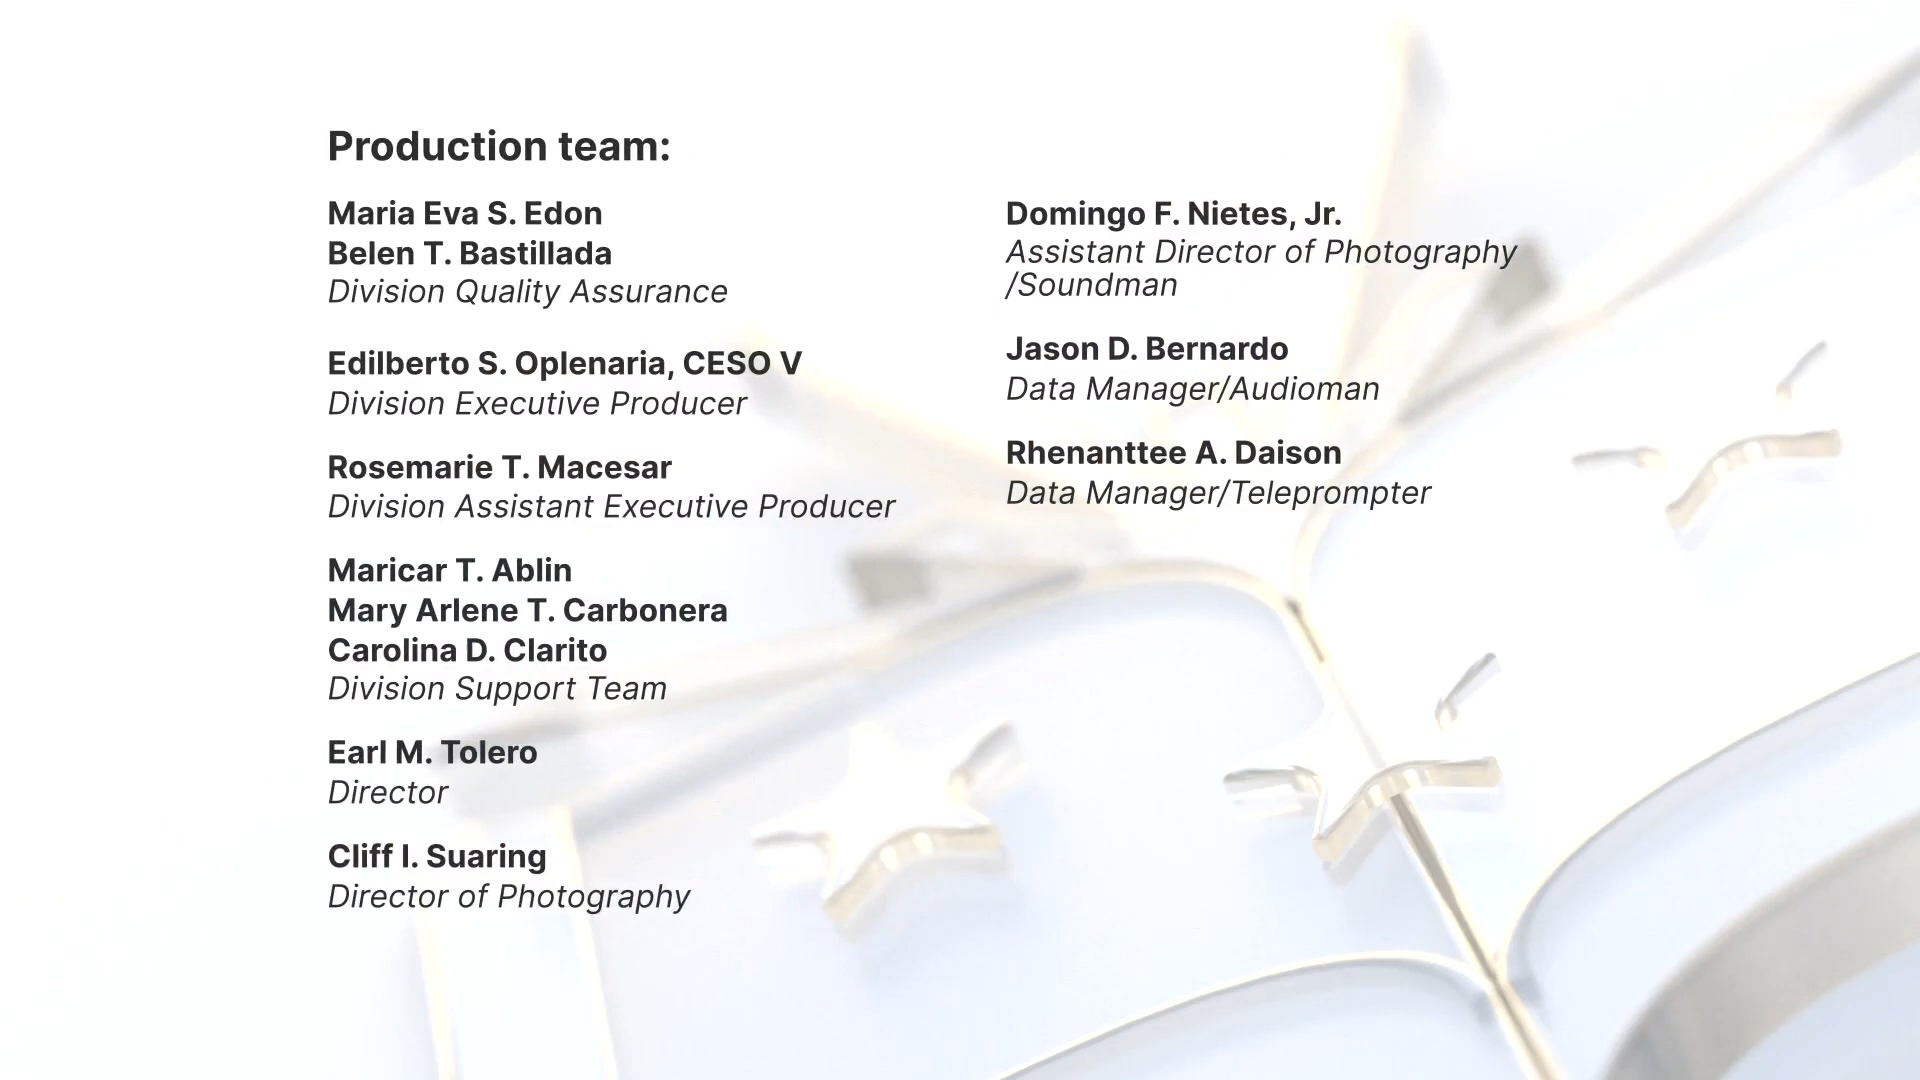 Production team:
Maria Eva S. Edon
Belen T. Bastillada
Division Quality Assurance
Edilberto S. Oplenaria, CESO V
Division Executive Producer
Rosemarie T. Macesar
Division Assistant Executive Producer
Maricar T. Ablin
Mary Arlene T. Carbonera
Carolina D. Clarito
Division Support Team
Earl M. Tolero
Director
Cliff I. Suaring
Director of Photography
Domingo F. Nietes, Jr.
Assistant Director of Photography
/Soundman
Jason D. Bernardo
Data Manager/Audioman
Rhenanttee A. Daison
Data Manager/Teleprompter